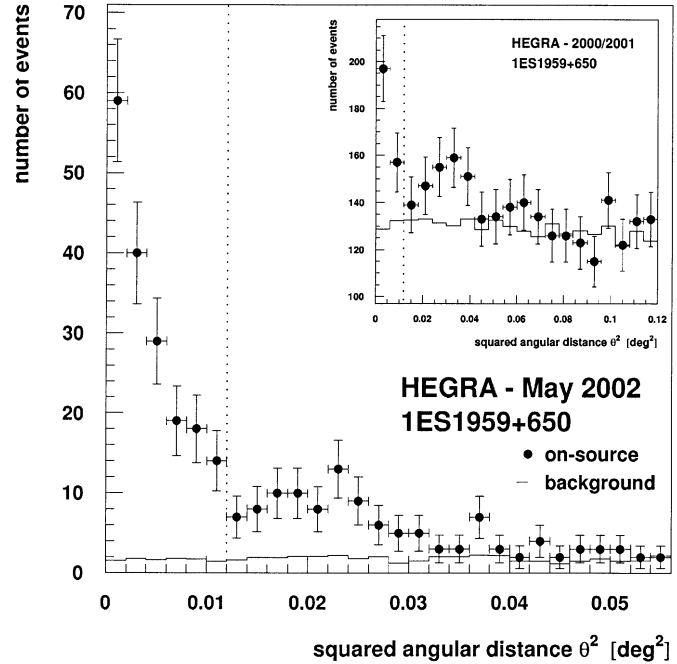 number of events
70
60
50
40
30
20
10
0
0 0.01 0.02 0.03 0.04 0.05
squared angular distance θ² [deg²]
HEGRA - May 2002
1ES1959+650
on-source
background
number of events
200
180
160
140
120
100
0 0.02 0.04 0.06 0.08 0.1 0.12
squared angular distance θ² [deg²]
HEGRA - 2000/2001
1ES1959+650